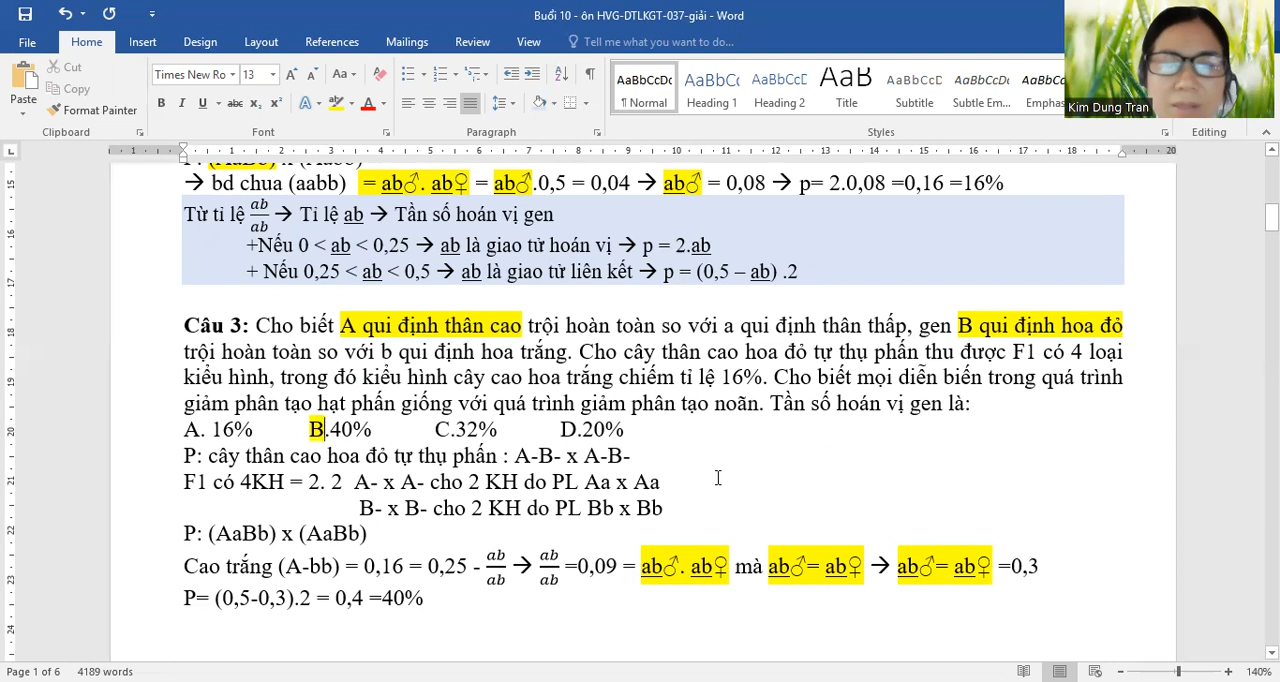 Buổi 10 - ôn HVG-DTLKGT-037-giải - Word
File Home Insert Design Layout References Mailings Review View Tell me what you want to do...
Cut
Copy
Format Painter
Paste
Times New Ro 13
AaBbCcDc AaBbCc AaBbCcC AaB AaBbCcD AaBbCcDc AaBbCc
¶ Normal Heading 1 Heading 2 Title Subtitle Subtle Em... Emphas
Kim Dung Tran
Clipboard Font Paragraph Styles Editing
→ bd chua (aabb) = ab♂. ab♀ = ab♂.0,5 = 0,04 → ab♂ = 0,08 → p= 2.0,08 =0,16 =16%
Từ tỉ lệ ab/ab → Tỉ lệ ab → Tần số hoán vị gen
+Nếu 0 < ab < 0,25 → ab là giao tử hoán vị → p = 2.ab
+ Nếu 0,25 < ab < 0,5 → ab là giao tử liên kết → p = (0,5 – ab) .2
Câu 3: Cho biết A qui định thân cao trội hoàn toàn so với a qui định thân thấp, gen B qui định hoa đỏ
trội hoàn toàn so với b qui định hoa trắng. Cho cây thân cao hoa đỏ tự thụ phấn thu được F1 có 4 loại
kiểu hình, trong đó kiểu hình cây cao hoa trắng chiếm tỉ lệ 16%. Cho biết mọi diễn biến trong quá trình
giảm phân tạo hạt phấn giống với quá trình giảm phân tạo noãn. Tần số hoán vị gen là:
A. 16% B.40% C.32% D.20%
P: cây thân cao hoa đỏ tự thụ phấn : A-B- x A-B-
F1 có 4KH = 2. 2 A- x A- cho 2 KH do PL Aa x Aa
B- x B- cho 2 KH do PL Bb x Bb
P: (AaBb) x (AaBb)
Cao trắng (A-bb) = 0,16 = 0,25 - ab/ab → ab/ab =0,09 = ab♂. ab♀ mà ab♂= ab♀ → ab♂= ab♀ =0,3
P= (0,5-0,3).2 = 0,4 =40%
Page 1 of 6 4189 words 140%